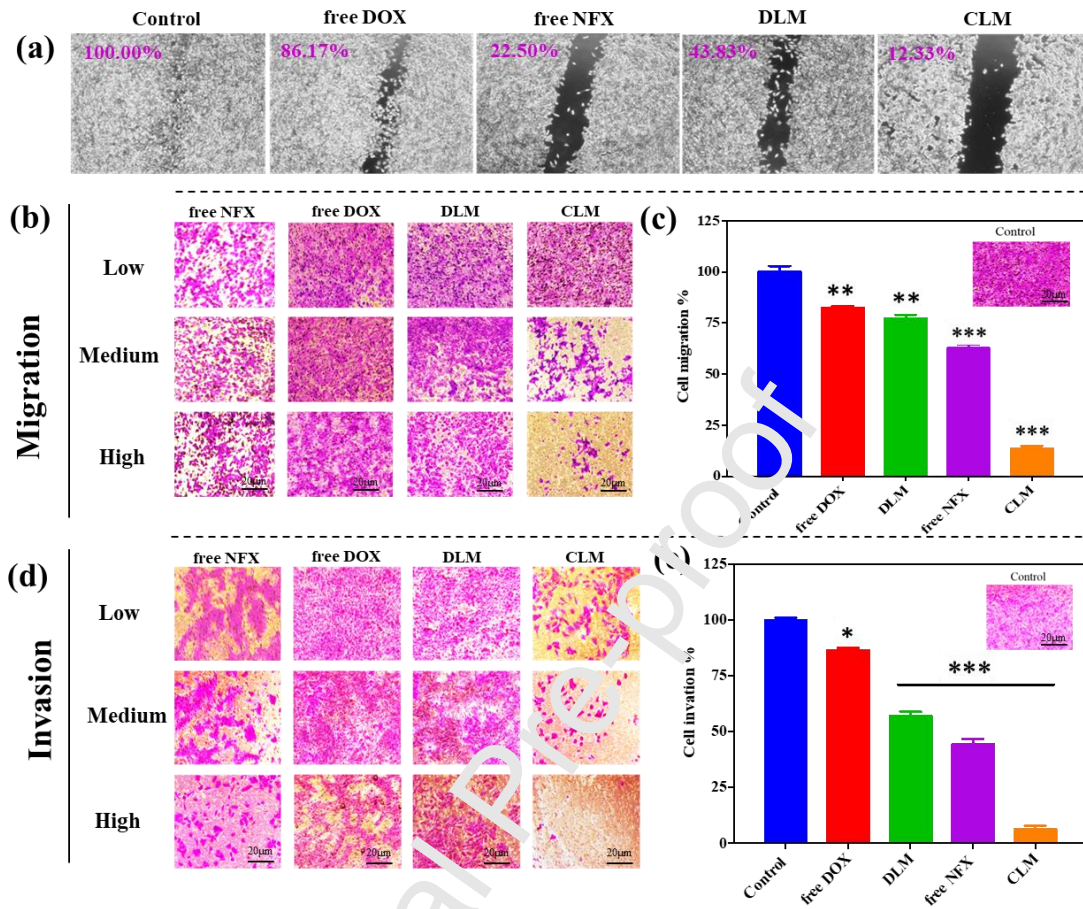 Control free DOX free NFX DLM CLM
(a)
100.00% 86.17% 22.50% 43.83% 12.33%
(b)
Migration
free NFX free DOX DLM CLM
Low
Medium
High
20μm 20μm 20μm 20μm
(c)
Cell migration %
125
100
75
50
25
0
Control
20μm
**
**
***
***
free DOX
DLM
free NFX
CLM
(d)
Invasion
free NFX free DOX DLM CLM
Low
Medium
High
20μm 20μm 20μm 20μm
Cell invation %
125
100
75
50
25
0
Control
20μm
*
***
Control
free DOX
DLM
free NFX
CLM
Pre-proof